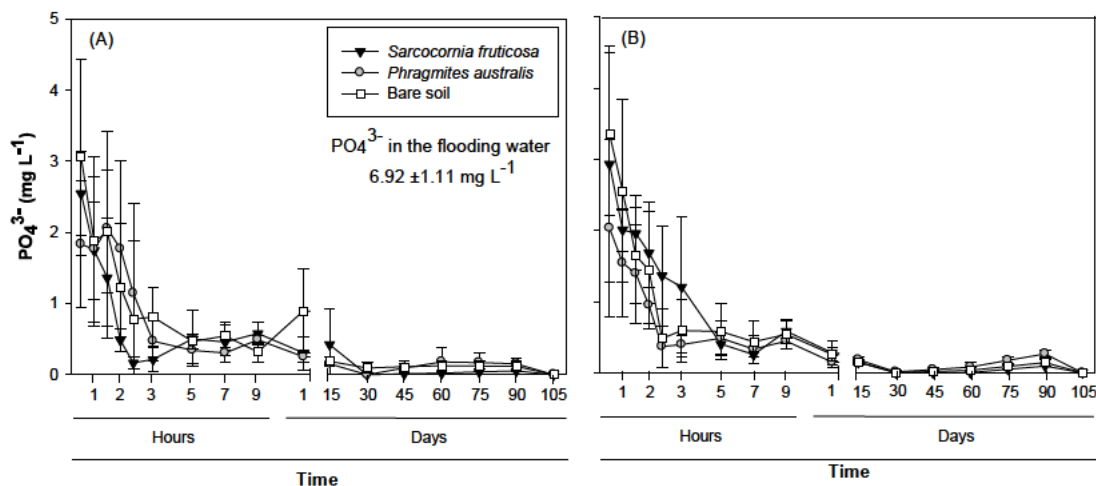 5
4
3
2
1
0
PO₄³⁻ (mg L⁻¹)
(A)
Sarcocornia fruticosa
Phragmites australis
Bare soil
PO4³⁻ in the flooding water
6.92 ±1.11 mg L⁻¹
1 2 3 5 7 9 1 15 30 45 60 75 90 105
Hours Days
Time
(B)
1 2 3 5 7 9 1 15 30 45 60 75 90 105
Hours Days
Time